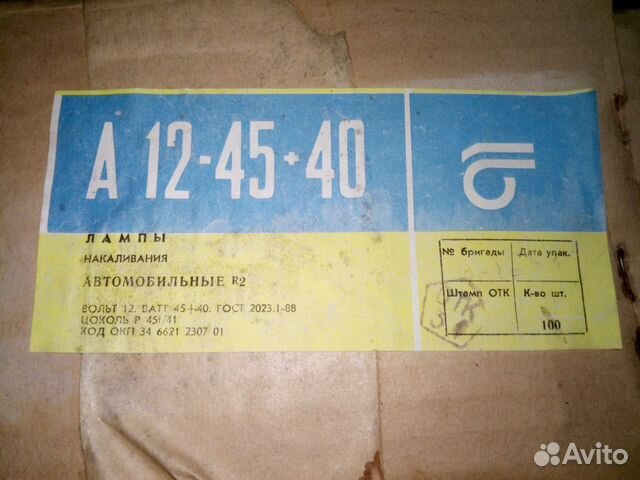 А 12-45+40
ЛАМПЫ
НАКАЛИВАНИЯ
АВТОМОБИЛЬНЫЕ R2
ВОЛЬТ 12. ВАТТ 45+40. ГОСТ 2023.1-88
ЦОКОЛЬ Р 45t/41
КОД ОКП 34 6621 2307 01
№ бригады
Дата упак.
Штамп ОТК
К-во шт.
100
Avito